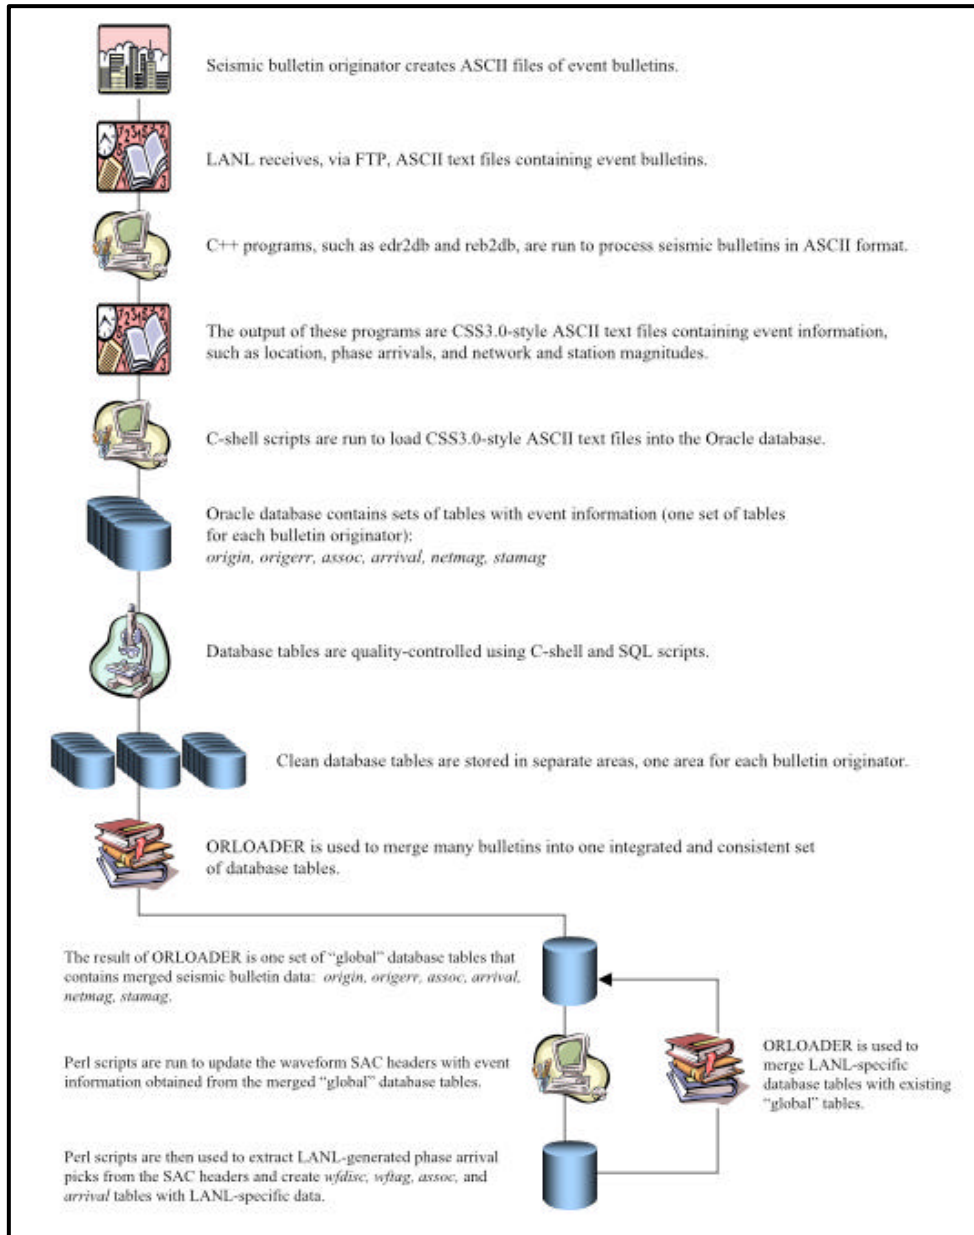 Seismic bulletin originator creates ASCII files of event bulletins.
LANL receives, via FTP, ASCII text files containing event bulletins.
C++ programs, such as edr2db and reb2db, are run to process seismic bulletins in ASCII format.
The output of these programs are CSS3.0-style ASCII text files containing event information,
such as location, phase arrivals, and network and station magnitudes.
C-shell scripts are run to load CSS3.0-style ASCII text files into the Oracle database.
Oracle database contains sets of tables with event information (one set of tables
for each bulletin originator):
origin, origerr, assoc, arrival, netmag, stamag
Database tables are quality-controlled using C-shell and SQL scripts.
Clean database tables are stored in separate areas, one area for each bulletin originator.
ORLOADER is used to merge many bulletins into one integrated and consistent set
of database tables.
The result of ORLOADER is one set of “global” database tables that
contains merged seismic bulletin data: origin, origerr, assoc, arrival,
netmag, stamag.
Perl scripts are run to update the waveform SAC headers with event
information obtained from the merged “global” database tables.
ORLOADER is used to
merge LANL-specific
database tables with existing
“global” tables.
Perl scripts are then used to extract LANL-generated phase arrival
picks from the SAC headers and create wfdisc, wftag, assoc, and
arrival tables with LANL-specific data.